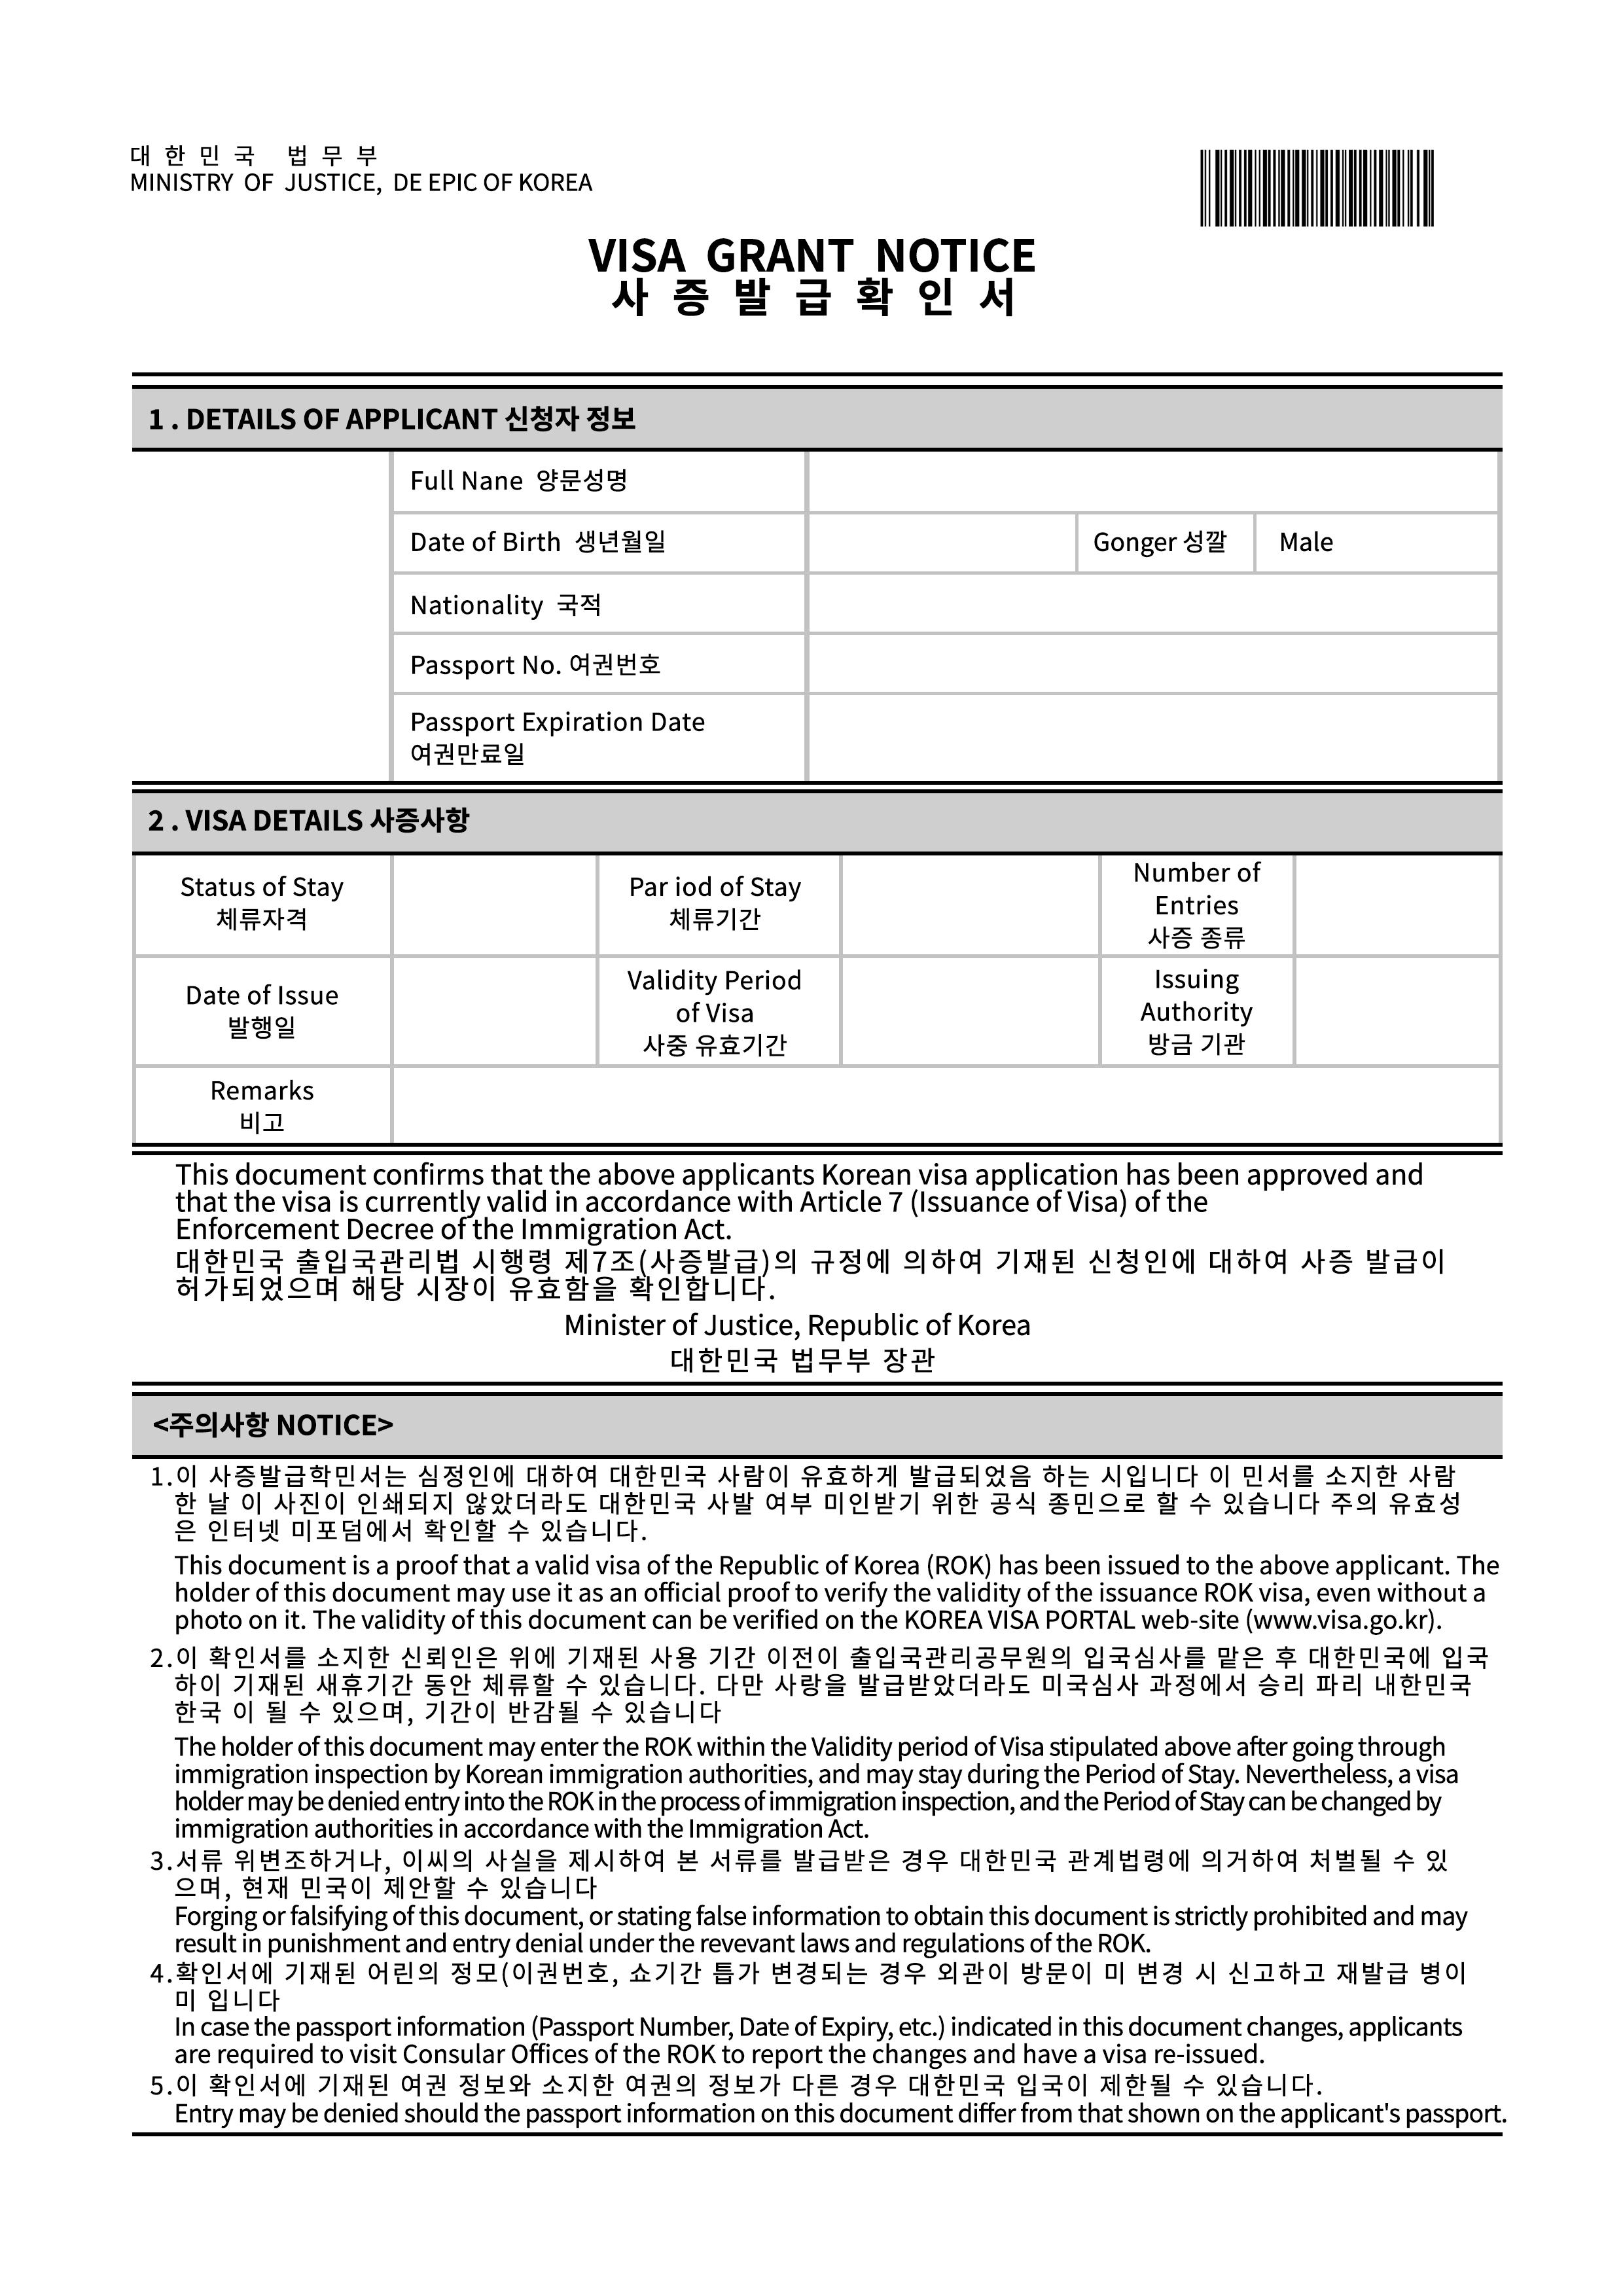 대 한 민 국 법 무 부
MINISTRY OF JUSTICE, DE EPIC OF KOREA
VISA GRANT NOTICE
사 증 발 급 확 인 서
1 . DETAILS OF APPLICANT 신청자 정보
Full Nane 양문성명
Date of Birth 생년월일
Gonger 성깔
Male
Nationality 국적
Passport No. 여권번호
Passport Expiration Date
여권만료일
2 . VISA DETAILS 사증사항
Status of Stay
체류자격
Par iod of Stay
체류기간
Number of
Entries
사증 종류
Date of Issue
발행일
Validity Period
of Visa
사중 유효기간
Issuing
Authority
방금 기관
Remarks
비고
This document confirms that the above applicants Korean visa application has been approved and
that the visa is currently valid in accordance with Article 7 (Issuance of Visa) of the
Enforcement Decree of the Immigration Act.
대한민국 출입국관리법 시행령 제7조(사증발급)의 규정에 의하여 기재된 신청인에 대하여 사증 발급이
허가되었으며 해당 시장이 유효함을 확인합니다.
Minister of Justice, Republic of Korea
대한민국 법무부 장관
<주의사항 NOTICE>
1.이 사증발급학민서는 심정인에 대하여 대한민국 사람이 유효하게 발급되었음 하는 시입니다 이 민서를 소지한 사람
한 날 이 사진이 인쇄되지 않았더라도 대한민국 사발 여부 미인받기 위한 공식 종민으로 할 수 있습니다 주의 유효성
은 인터넷 미포덤에서 확인할 수 있습니다.
This document is a proof that a valid visa of the Republic of Korea (ROK) has been issued to the above applicant. The
holder of this document may use it as an official proof to verify the validity of the issuance ROK visa, even without a
photo on it. The validity of this document can be verified on the KOREA VISA PORTAL web-site (www.visa.go.kr).
2.이 확인서를 소지한 신뢰인은 위에 기재된 사용 기간 이전이 출입국관리공무원의 입국심사를 맡은 후 대한민국에 입국
하이 기재된 새휴기간 동안 체류할 수 있습니다. 다만 사랑을 발급받았더라도 미국심사 과정에서 승리 파리 내한민국
한국 이 될 수 있으며, 기간이 반감될 수 있습니다
The holder of this document may enter the ROK within the Validity period of Visa stipulated above after going through
immigration inspection by Korean immigration authorities, and may stay during the Period of Stay. Nevertheless, a visa
holder may be denied entry into the ROK in the process of immigration inspection, and the Period of Stay can be changed by
immigration authorities in accordance with the Immigration Act.
3.서류 위변조하거나, 이씨의 사실을 제시하여 본 서류를 발급받은 경우 대한민국 관계법령에 의거하여 처벌될 수 있
으며, 현재 민국이 제안할 수 있습니다
Forging or falsifying of this document, or stating false information to obtain this document is strictly prohibited and may
result in punishment and entry denial under the revevant laws and regulations of the ROK.
4.확인서에 기재된 어린의 정모(이권번호, 쇼기간 틉가 변경되는 경우 외관이 방문이 미 변경 시 신고하고 재발급 병이
미 입니다
In case the passport information (Passport Number, Date of Expiry, etc.) indicated in this document changes, applicants
are required to visit Consular Offices of the ROK to report the changes and have a visa re-issued.
5.이 확인서에 기재된 여권 정보와 소지한 여권의 정보가 다른 경우 대한민국 입국이 제한될 수 있습니다.
Entry may be denied should the passport information on this document differ from that shown on the applicant's passport.